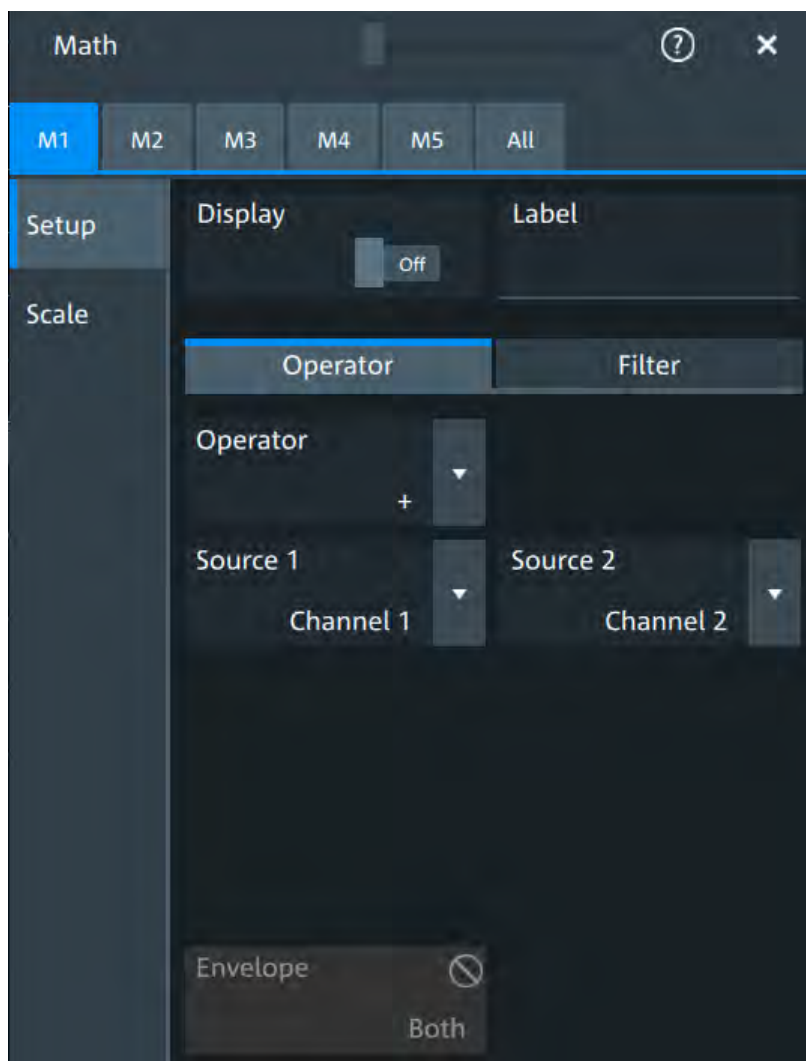 Math ? ×
M1 M2 M3 M4 M5 All
Setup
Display
Label
Off
Scale
Operator Filter
Operator
+
Source 1 Source 2
Channel 1 Channel 2
Envelope
Both